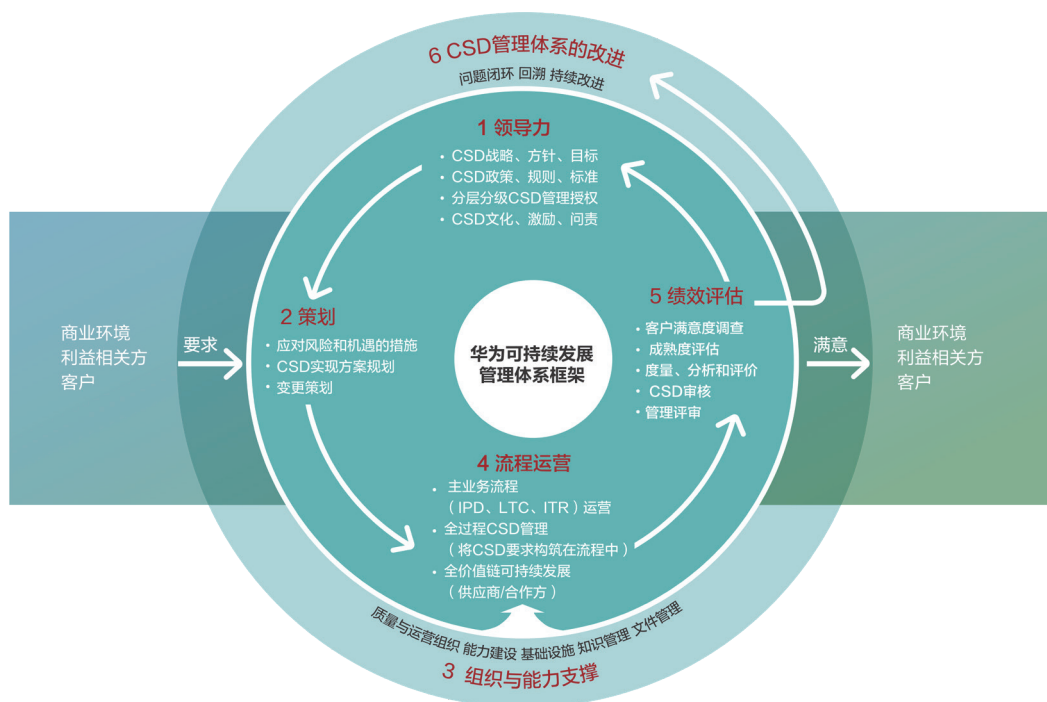 6 CSD管理体系的改进
问题闭环 回溯 持续改进
1 领导力
• CSD战略、方针、目标
• CSD政策、规则、标准
• 分层分级CSD管理授权
• CSD文化、激励、问责
商业环境
利益相关方
客户
要求
2 策划
• 应对风险和机遇的措施
• CSD实现方案规划
• 变更策划
华为可持续发展
管理体系框架
5 绩效评估
• 客户满意度调查
• 成熟度评估
• 度量、分析和评价
• CSD审核
• 管理评审
满意
商业环境
利益相关方
客户
4 流程运营
• 主业务流程
（IPD、LTC、ITR）运营
• 全过程CSD管理
（将CSD要求构筑在流程中）
• 全价值链可持续发展
（供应商/合作方）
质量与运营组织 能力建设 基础设施 知识管理 文件管理
3 组织与能力支撑